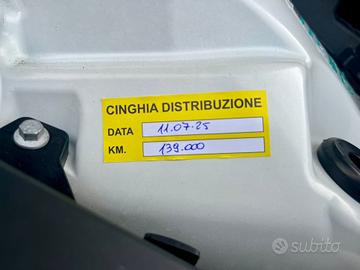 CINGHIA DISTRIBUZIONE
DATA 11.07.25
KM. 139.000
subito